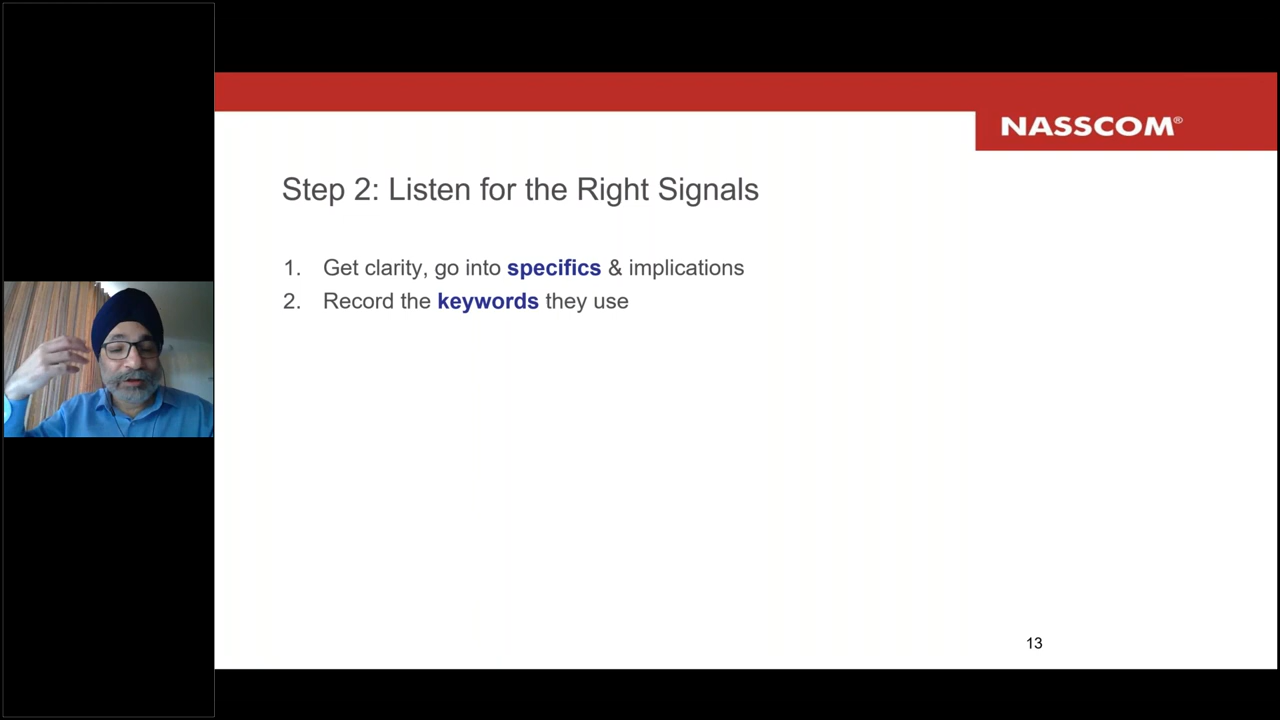 NASSCOM®
Step 2: Listen for the Right Signals
1. Get clarity, go into specifics & implications
2. Record the keywords they use
13